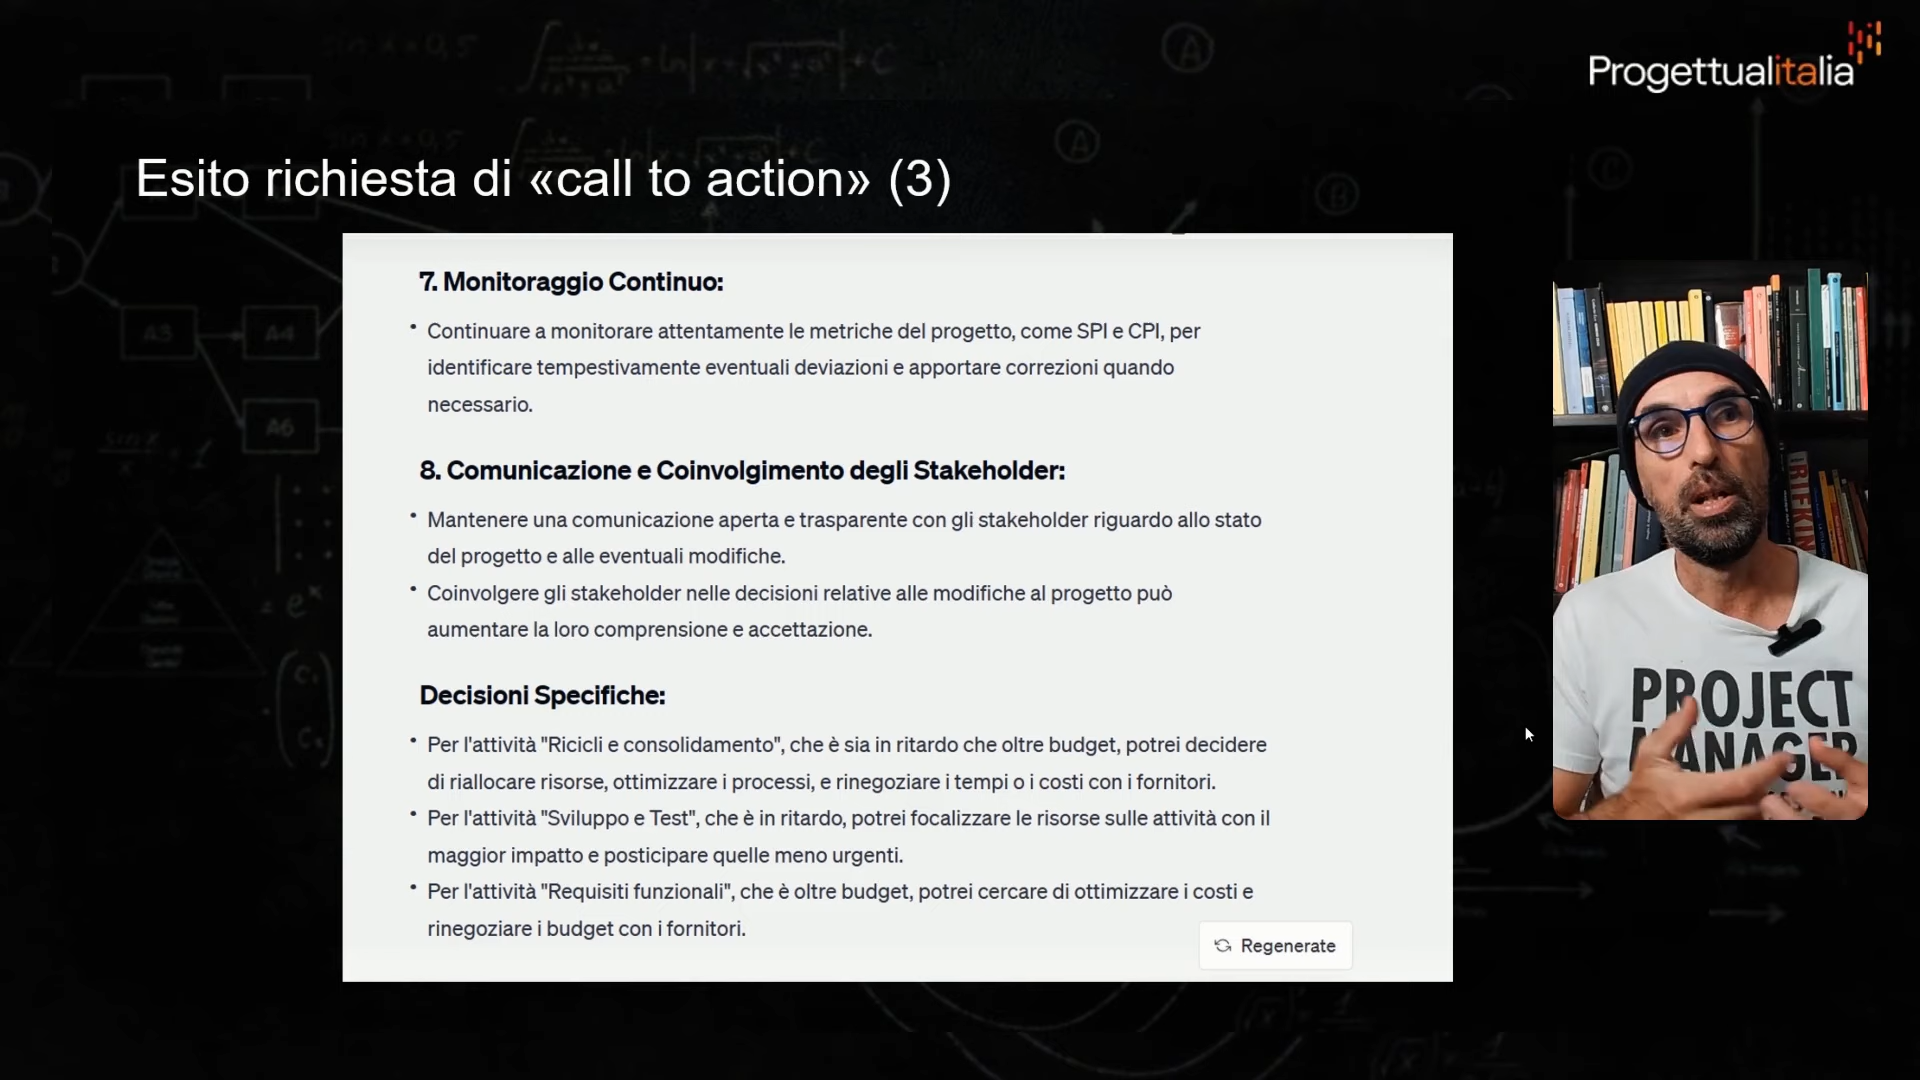 Progettualitalia
Esito richiesta di «call to action» (3)
7. Monitoraggio Continuo:
• Continuare a monitorare attentamente le metriche del progetto, come SPI e CPI, per
identificare tempestivamente eventuali deviazioni e apportare correzioni quando
necessario.
8. Comunicazione e Coinvolgimento degli Stakeholder:
• Mantenere una comunicazione aperta e trasparente con gli stakeholder riguardo allo stato
del progetto e alle eventuali modifiche.
• Coinvolgere gli stakeholder nelle decisioni relative alle modifiche al progetto può
aumentare la loro comprensione e accettazione.
Decisioni Specifiche:
• Per l'attività "Ricicli e consolidamento", che è sia in ritardo che oltre budget, potrei decidere
di riallocare risorse, ottimizzare i processi, e rinegoziare i tempi o i costi con i fornitori.
• Per l'attività "Sviluppo e Test", che è in ritardo, potrei focalizzare le risorse sulle attività con il
maggior impatto e posticipare quelle meno urgenti.
• Per l'attività "Requisiti funzionali", che è oltre budget, potrei cercare di ottimizzare i costi e
rinegoziare i budget con i fornitori.
Regenerate
PROJECT
MANAGER
A3
A4
A6